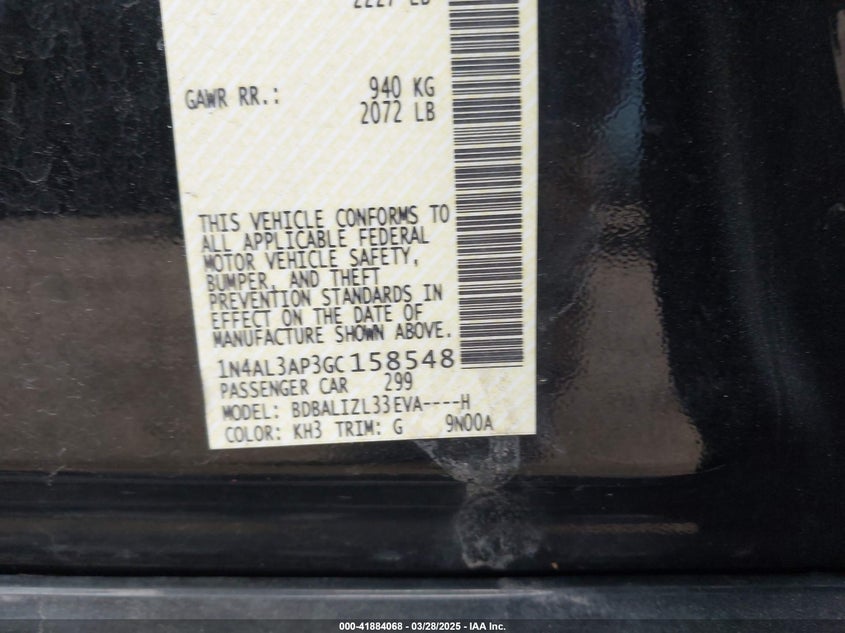 2227 LB
GAWR RR.: 940 KG
2072 LB
THIS VEHICLE CONFORMS TO
ALL APPLICABLE FEDERAL
MOTOR VEHICLE SAFETY,
BUMPER, AND THEFT
PREVENTION STANDARDS IN
EFFECT ON THE DATE OF
MANUFACTURE SHOWN ABOVE.
1N4AL3AP3GC158548
PASSENGER CAR 299
MODEL: BDBALIZL33EVA----H
COLOR: KH3 TRIM: G 9N00A
000-41884068 | 03/28/2025 - IAA Inc.